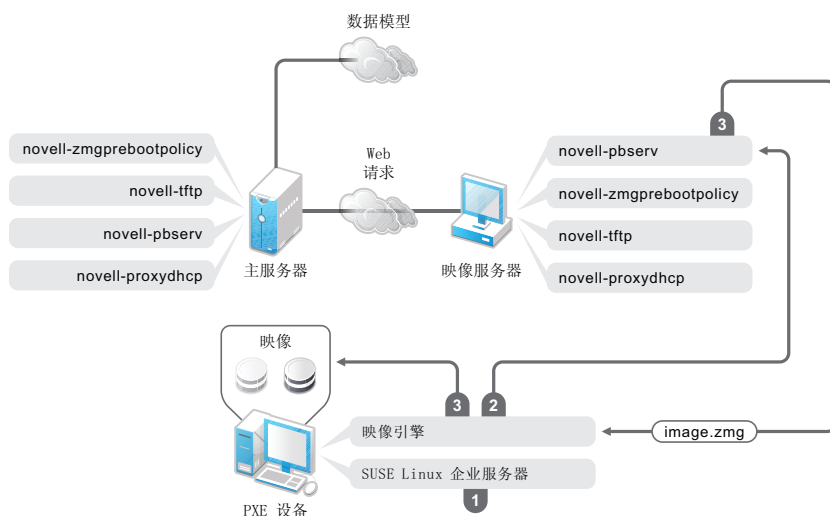 数据模型
3
novell-zmgprebootpolicy
novell-tftp
novell-pbserv
novell-proxydhcp
主服务器
Web
请求
novell-pbserv
novell-zmgprebootpolicy
novell-tftp
novell-proxydhcp
映像服务器
映像
3
2
映像引擎
image.zmg
SUSE Linux 企业服务器
1
PXE 设备